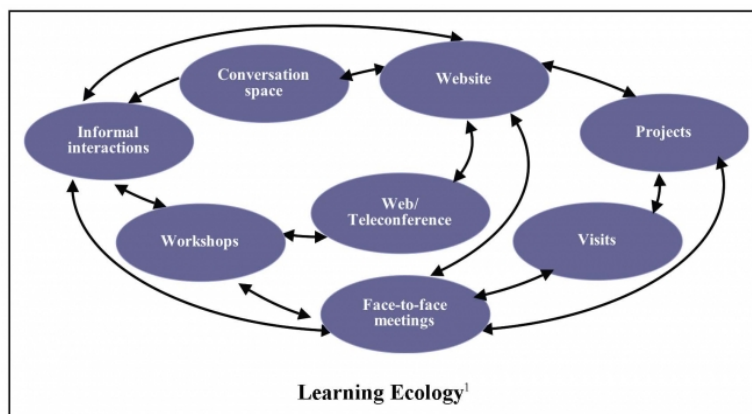 Conversation
space
Website
Informal
interactions
Projects
Web/
Teleconference
Workshops
Visits
Face-to-face
meetings
Learning Ecology¹